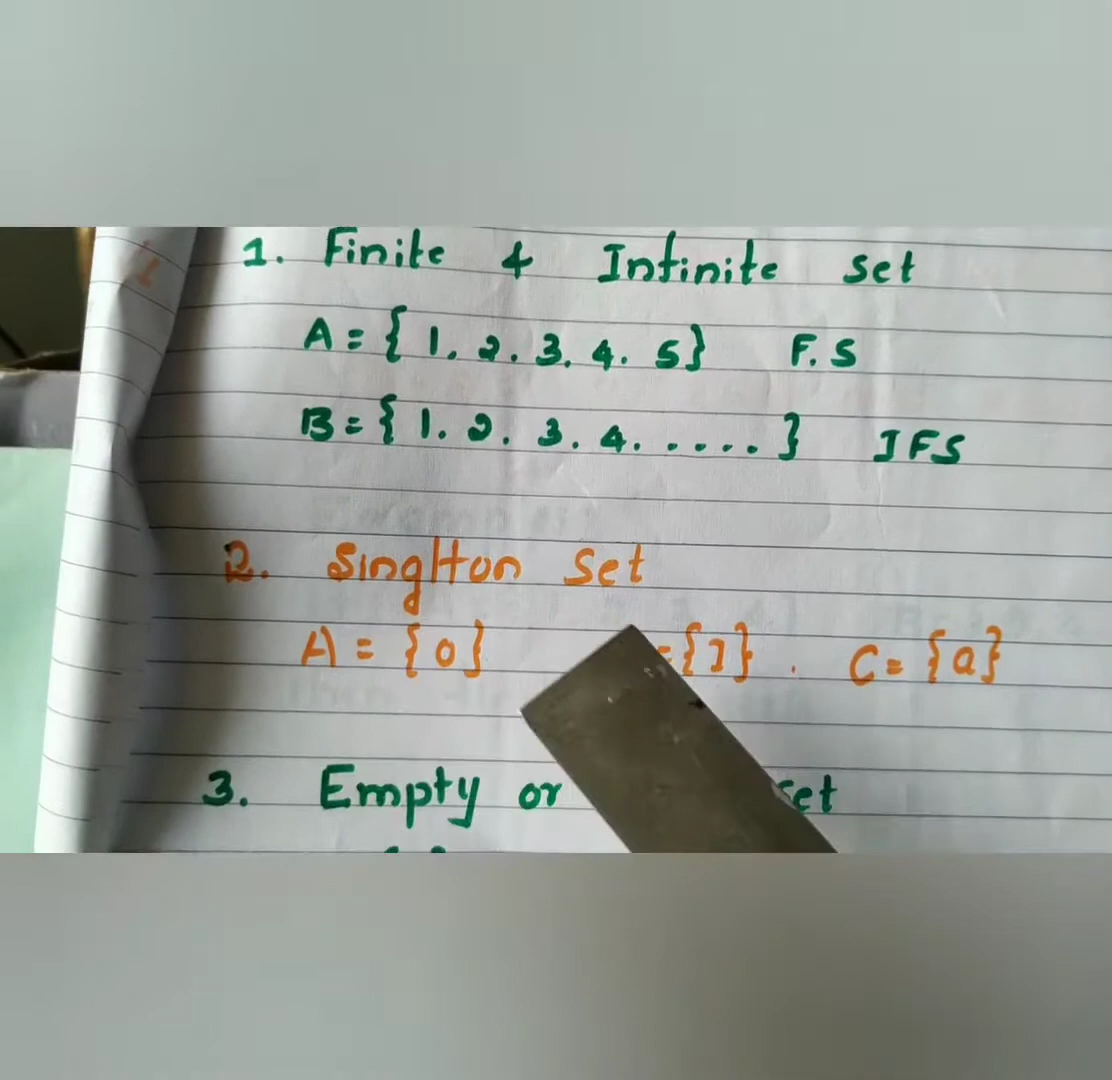 1. Finite & Infinite set
A = { 1. 2. 3. 4. 5} F.S
B = { 1. 2. 3. 4. . . . . . } IFS
2. Singltton set
A = {0} = {1} . C = {a}
3. Empty or set